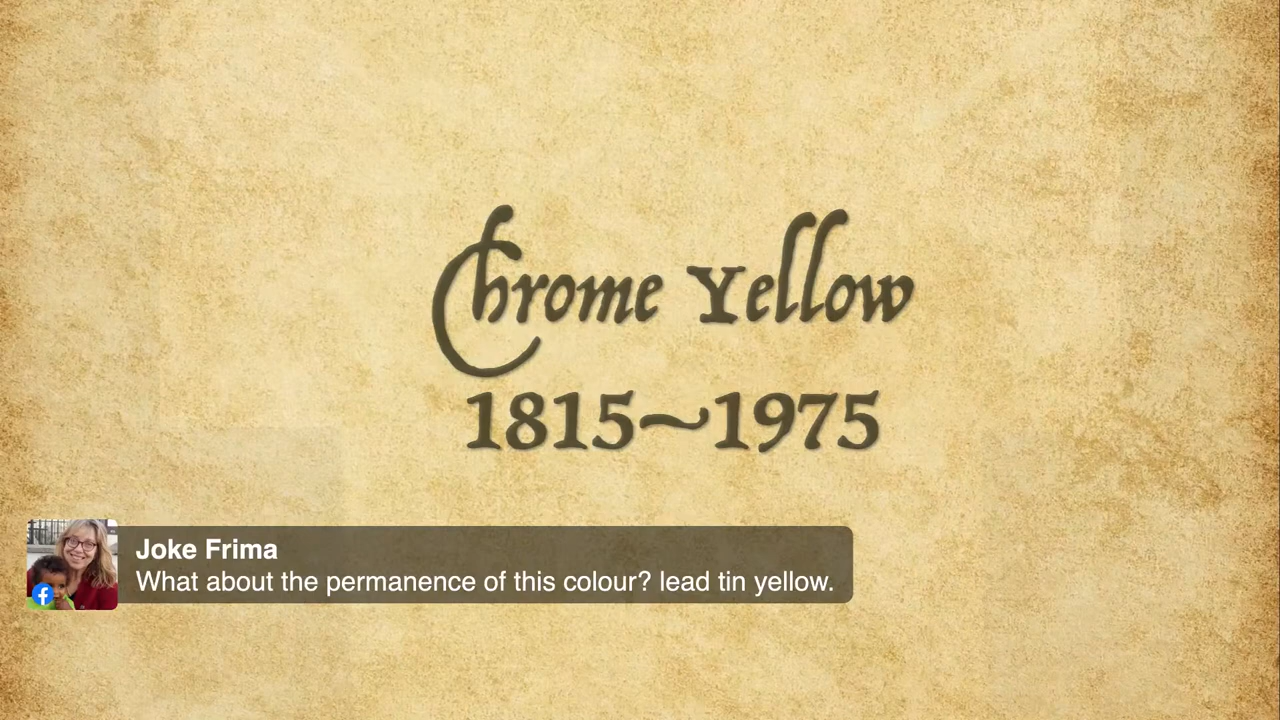 Chrome Yellow
1815~1975
Joke Frima
What about the permanence of this colour? lead tin yellow.